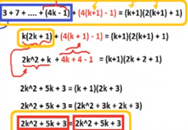 3 + 7 + .... + (4k - 1) + (4(k+1) - 1) = (k+1)(2(k+1) + 1)
k(2k + 1) + (4(k + 1) - 1) = (k+1)(2(k+1) + 1)
2k^2 + k + 4k + 4 - 1 = (k+1)(2k + 2 + 1)
2k^2 + 5k + 3 = (k + 1)(2k + 3)
2k^2 + 5k + 3 = (2k^2 + 3k + 2k + 3)
2k^2 + 5k + 3 = 2k^2 + 5k + 3